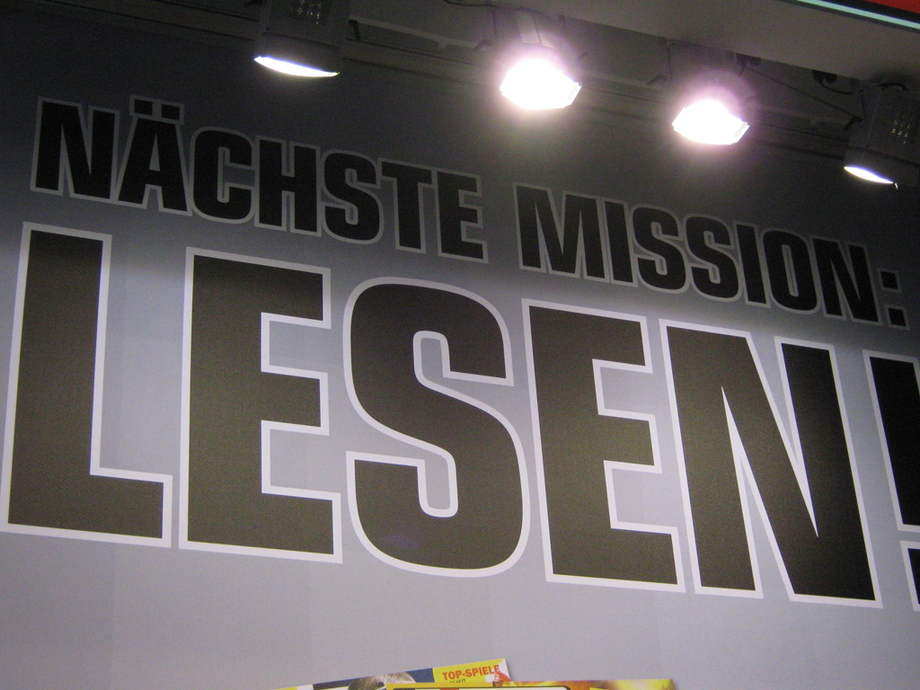 NÄCHSTE MISSION:
LESEN!
TOP-SPIELE